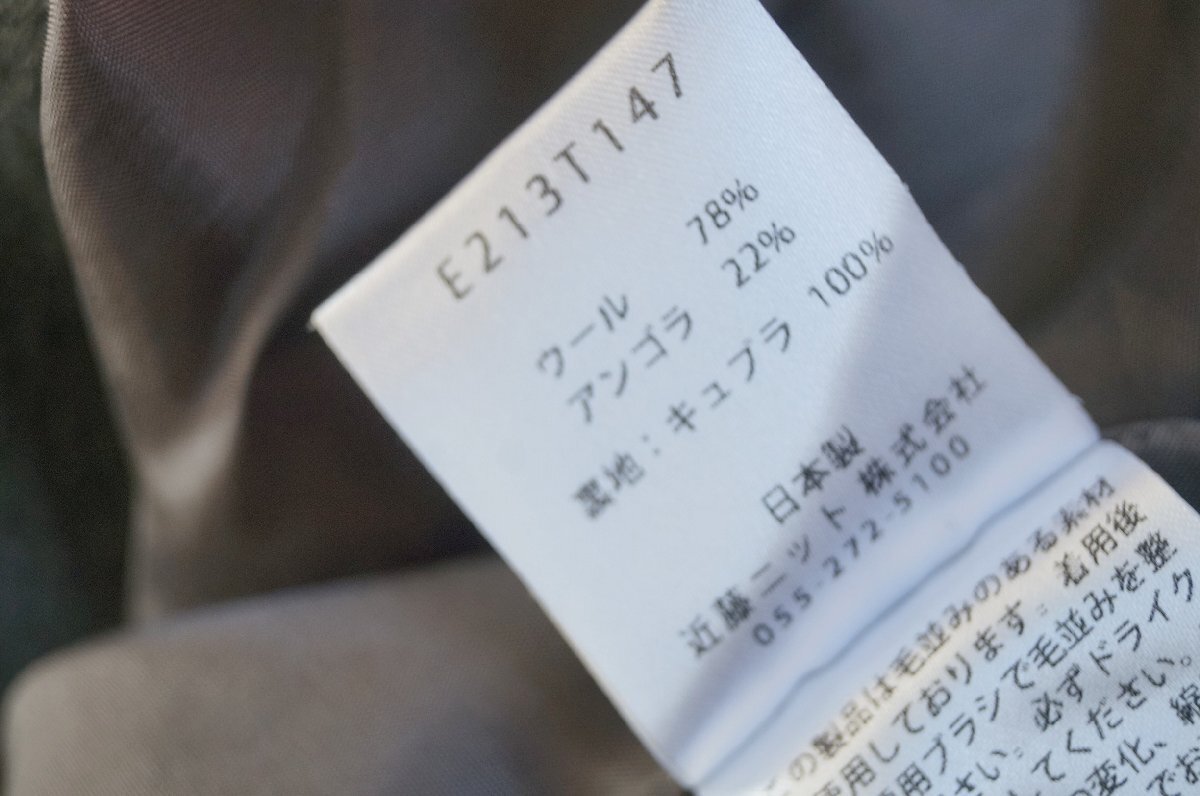 E213T147
ウール 78%
アンゴラ 22%
裏地:キュブラ 100%
日本製
近藤ニット株式会社
055-272-5100
の製品は毛並みのある素材
使用しております。着用後
用ブラシで毛並みを整
さい。必ずドライク
してください。
の変化、縮
でお